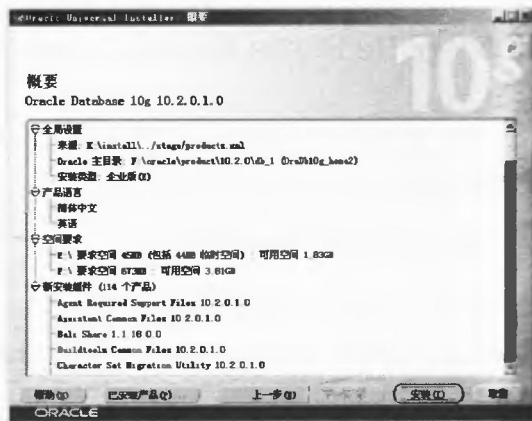 Oracle Universal Installer: 概要
10g
概要
Oracle Database 10g 10.2.0.1.0
全局设置
来源: K:\install\../stage/products.xml
Oracle 主目录: F:\oracle\product\10.2.0\db_1 (OraDb10g_home2)
安装类型: 企业版(E)
产品语言
简体中文
英语
空间要求
要求空间 45MB (包括 44MB 临时空间) : 可用空间 1.83GB
F:\ 要求空间 673MB : 可用空间 3.81GB
新安装组件 (114 个产品)
Agent Required Support Files 10.2.0.1.0
Assistant Common Files 10.2.0.1.0
Bali Share 1.1.18.0.0
Buildtools Common Files 10.2.0.1.0
Character Set Migration Utility 10.2.0.1.0
帮助(H) 已安装产品(P)... 上一步(B) 安装(I) 取消
ORACLE